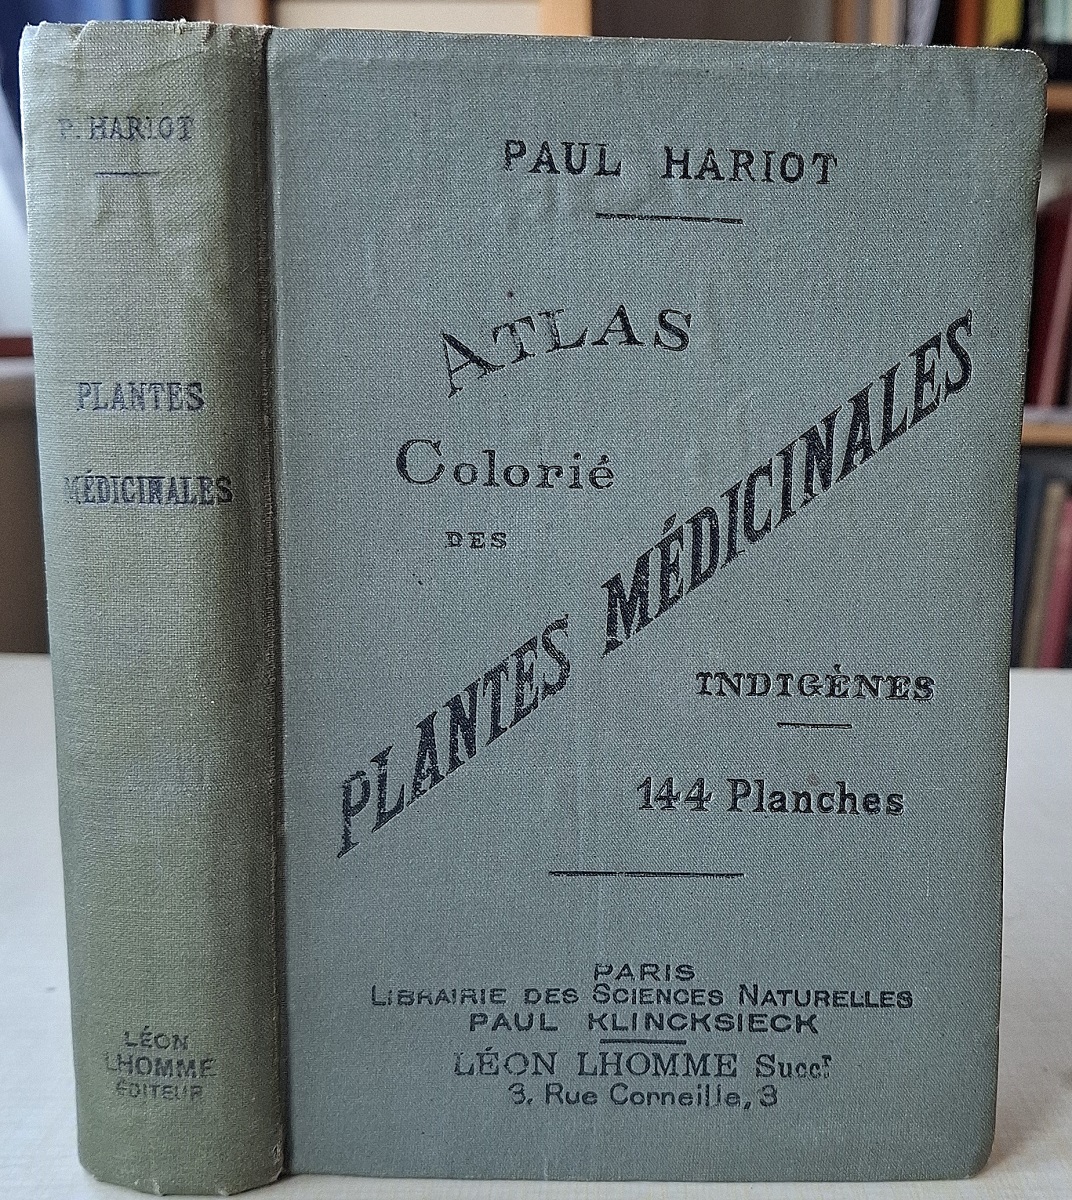 P. HARIOT
PLANTES
MÉDICINALES
LÉON
LHOMME
ÉDITEUR
PAUL HARIOT
ATLAS
Colorié
DES
PLANTES MÉDICINALES
INDIGÈNES
144 Planches
PARIS
LIBRAIRIE DES SCIENCES NATURELLES
PAUL KLINCKSIECK
LÉON LHOMME Succr
3, Rue Corneille, 3